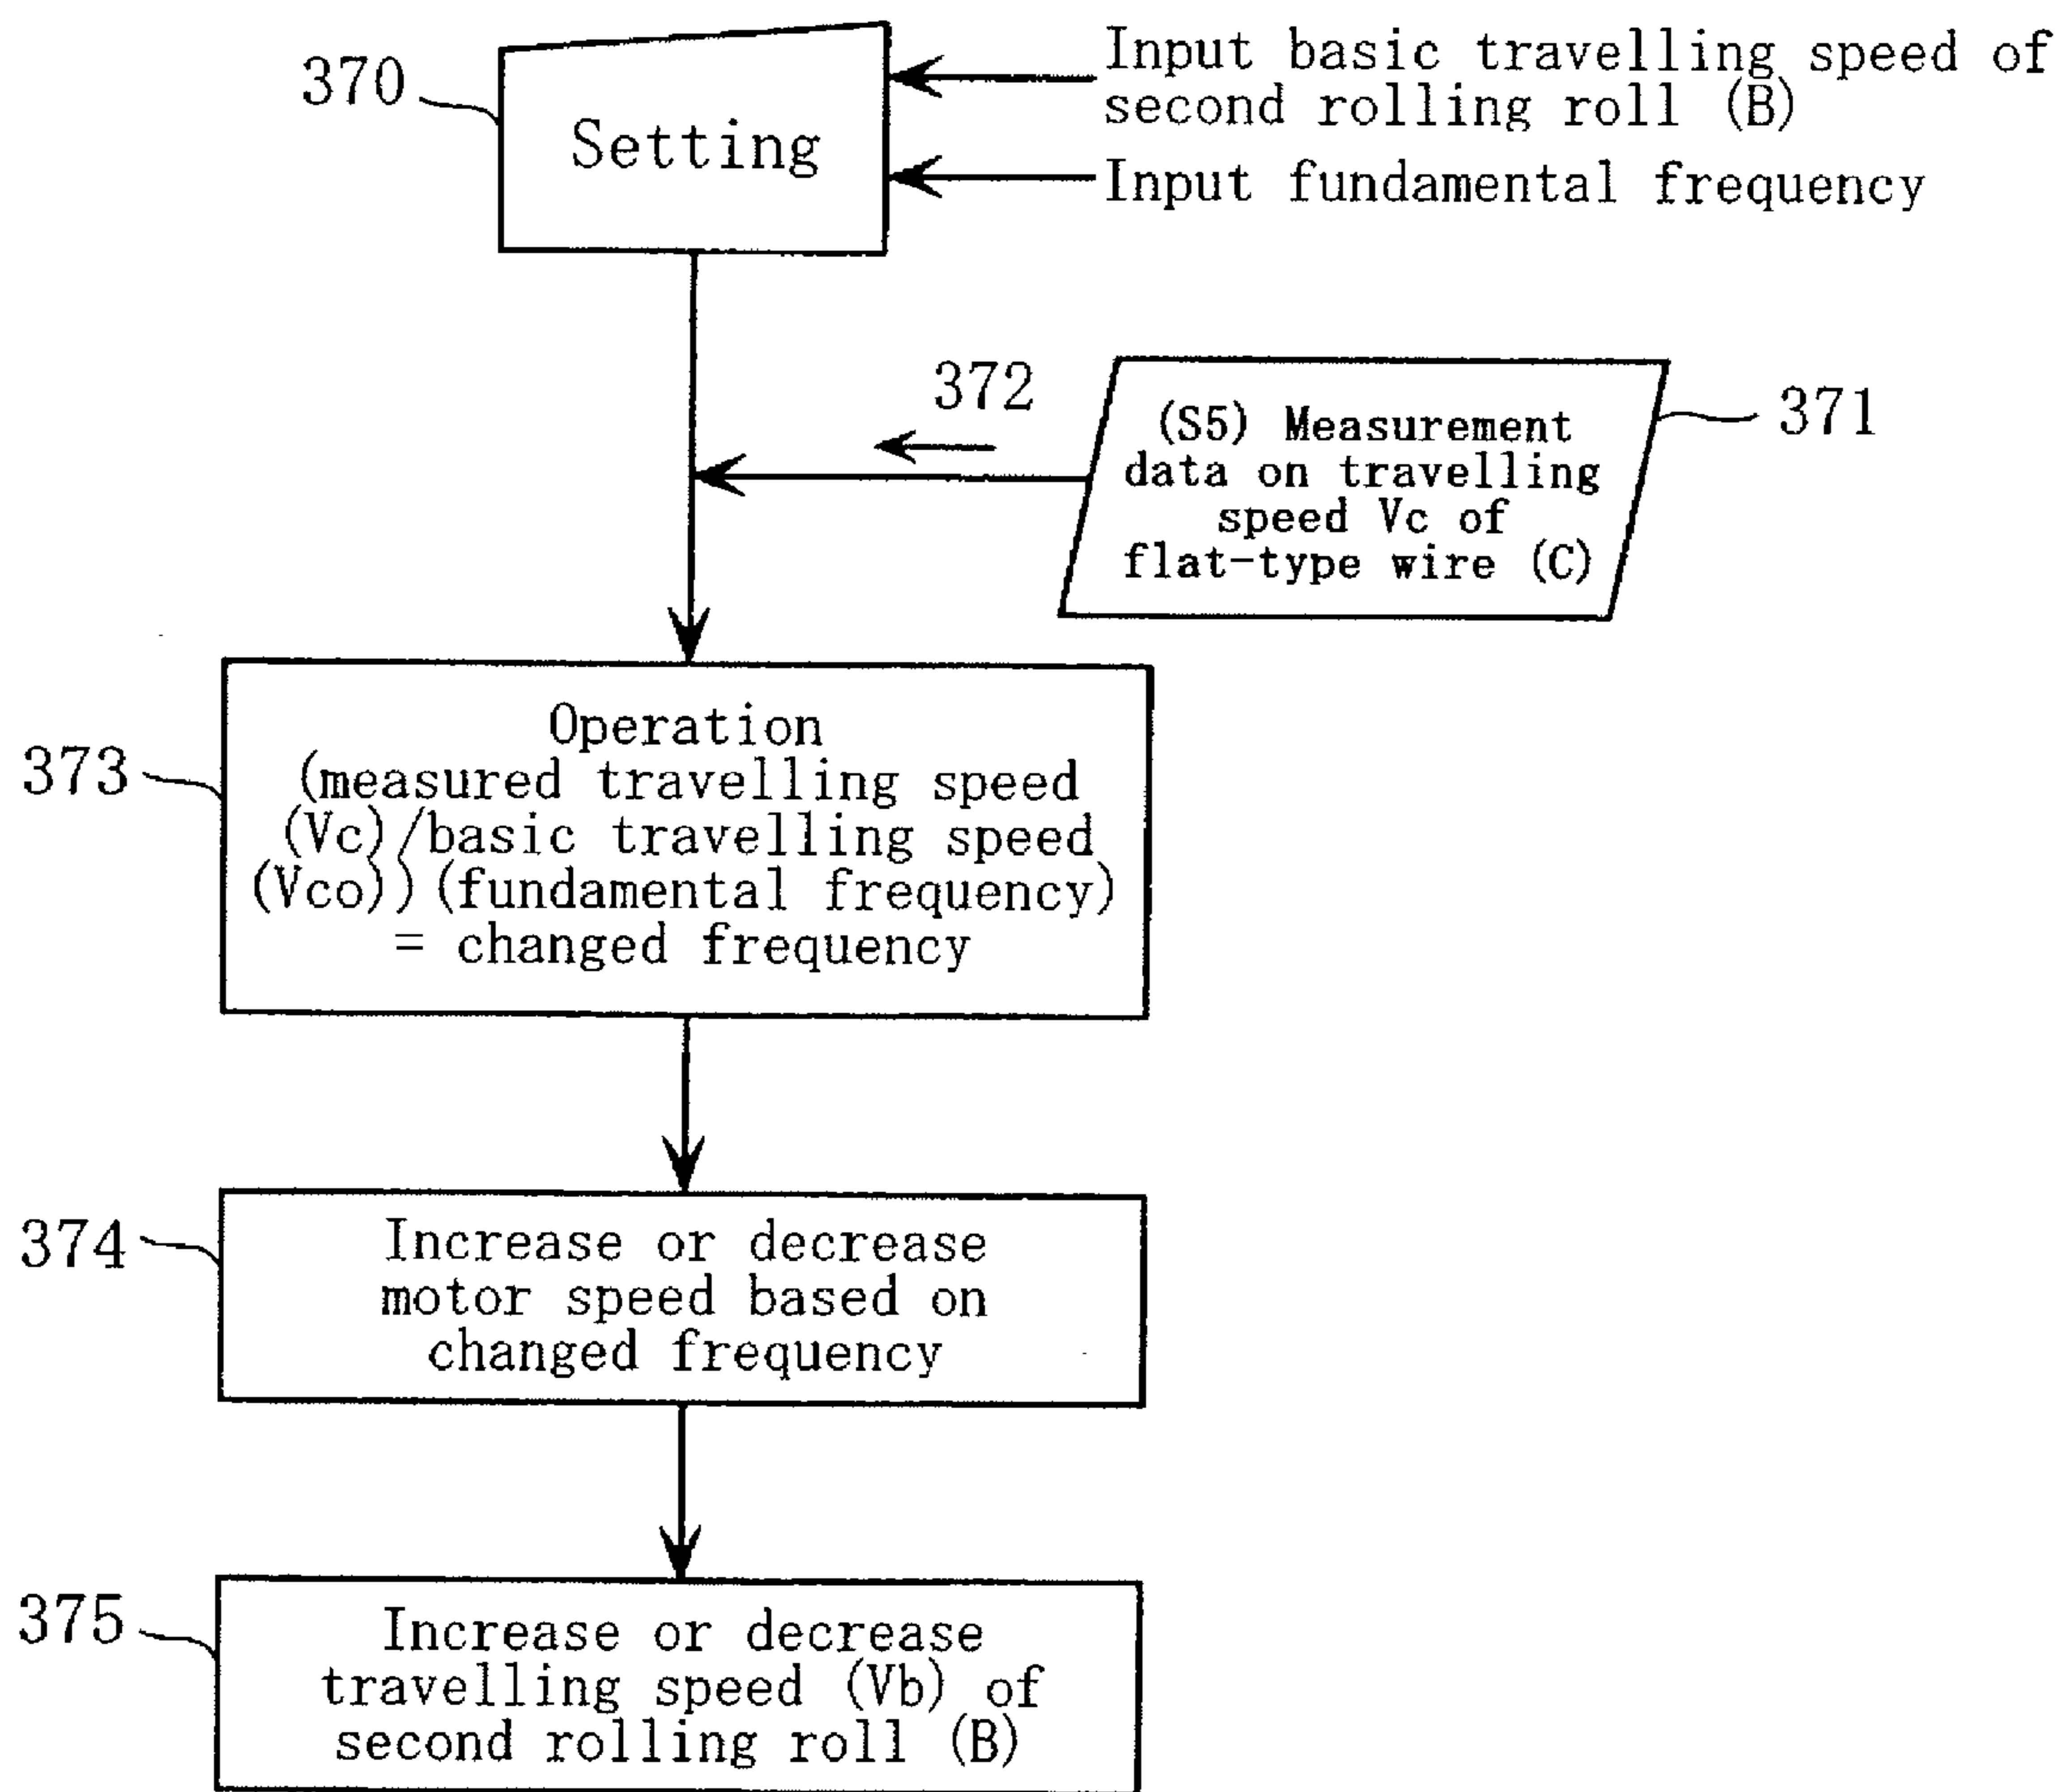 370
Setting
Input basic travelling speed of
second rolling roll (B)
Input fundamental frequency
372
371
(S5) Measurement
data on travelling
speed Vc of
flat-type wire (C)
373
Operation
(measured travelling speed
(Vc)/basic travelling speed
(Vco))(fundamental frequency)
= changed frequency
374
Increase or decrease
motor speed based on
changed frequency
375
Increase or decrease
travelling speed (Vb) of
second rolling roll (B)